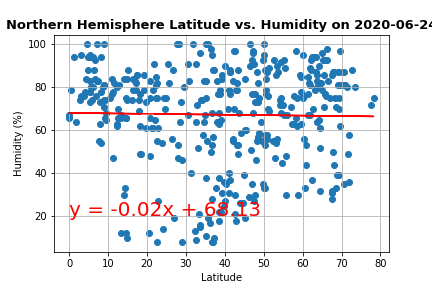 Northern Hemisphere Latitude vs. Humidity on 2020-06-24
100
80
60
40
20
Humidity (%)
y = -0.02x + 68.13
0 10 20 30 40 50 60 70 80
Latitude